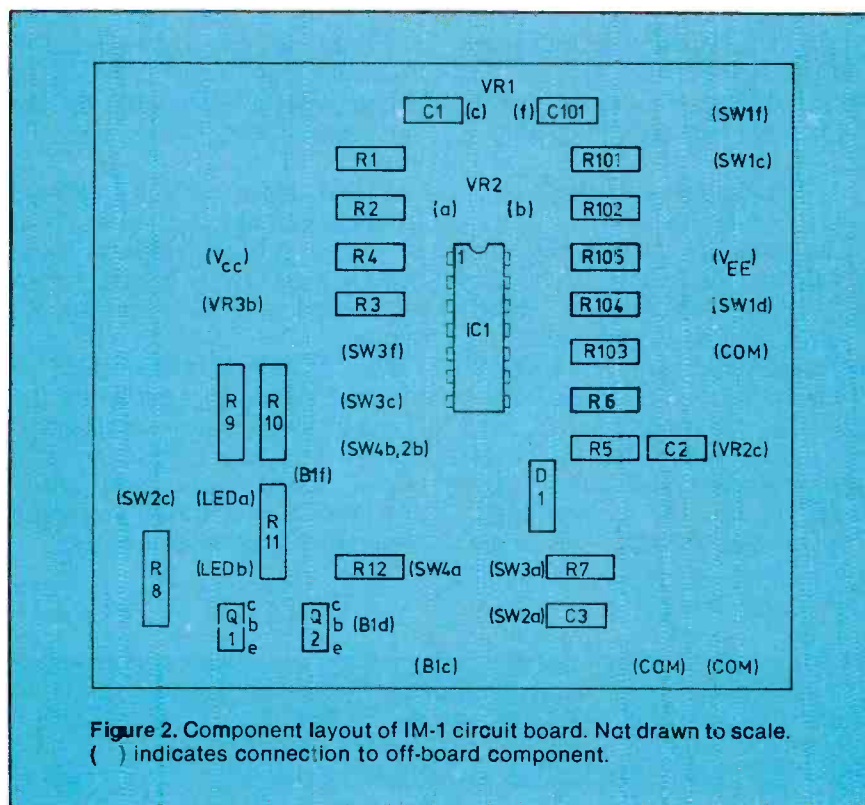 VR1
C1 (c) (f) C101 (SW1f)
R1 R101 (SW1c)
VR2
R2 (a) (b) R102
(Vcc) R4 1 R105 (VEE)
(VR3b) R3 R104 (SW1d)
IC1
(SW3f) R103 (COM)
R 9 R 10 (SW3c) R6
(SW4b,2b) R5 C2 (VR2c)
(B1f) D 1
(SW2c) (LEDa) R 11
R 8 (LEDb) R12 (SW4a (SW3a) R7
Q 1 c b e Q 2 c b e (B1d) (SW2a) C3
(B1c) (COM) (COM)
Figure 2. Component layout of IM-1 circuit board. Not drawn to scale.
( ) indicates connection to off-board component.